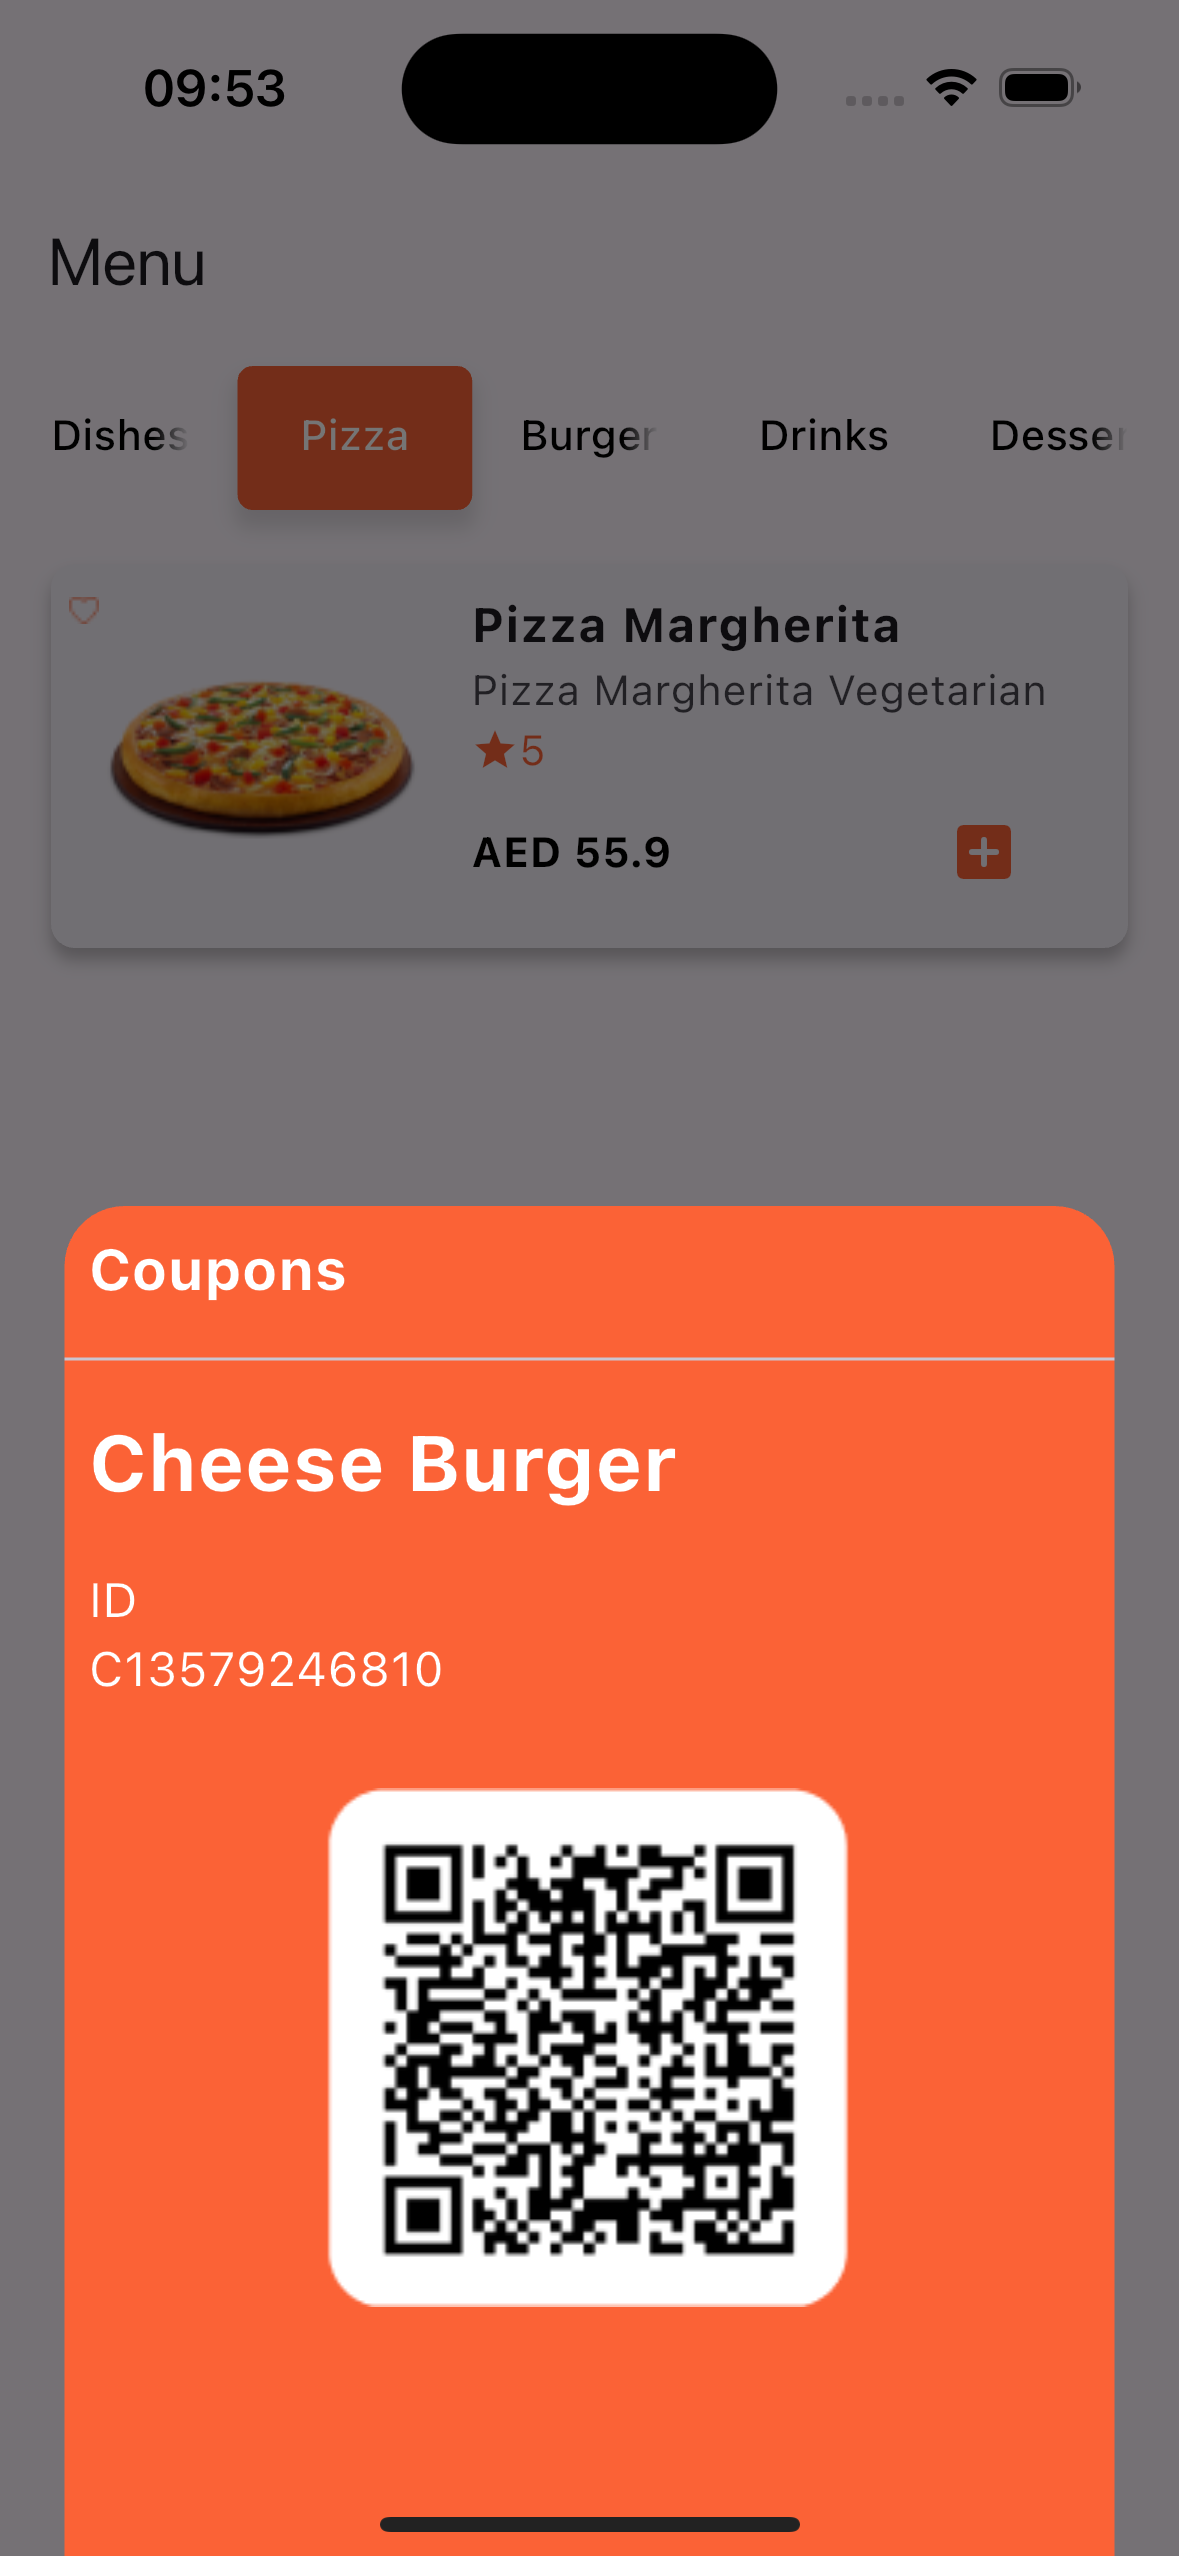 09:53
Menu
Dishes Pizza Burger Drinks Desser
Pizza Margherita
Pizza Margherita Vegetarian
5
AED 55.9
Coupons
Cheese Burger
ID
C13579246810